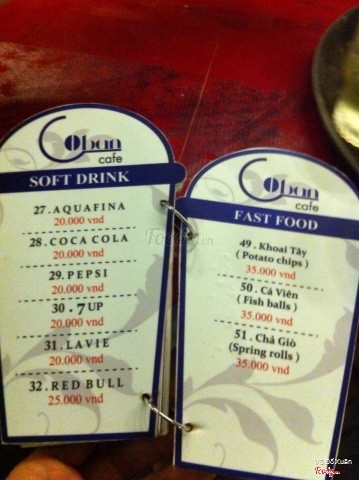 Coban
cafe
SOFT DRINK
27. AQUAFINA
20.000 vnd
28. COCA COLA
20.000 vnd
29. PEPSI
20.000 vnd
30. 7 UP
20.000 vnd
31. LAVIE
20.000 vnd
32. RED BULL
25.000 vnd
Coban
cafe
FAST FOOD
49. Khoai Tây
(Potato chips)
35.000 vnd
50. Cá Viên
(Fish balls)
35.000 vnd
51. Chả Giò
(Spring rolls)
35.000 vnd